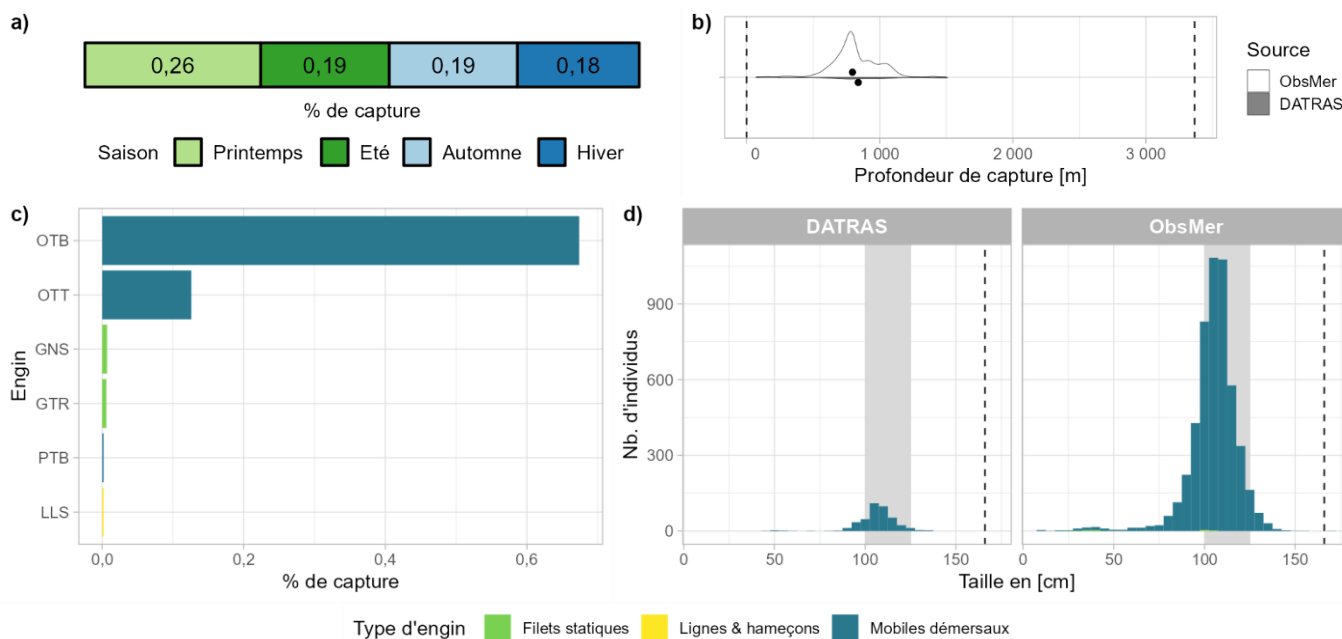 a)
0,26 0,19 0,19 0,18
% de capture
Saison Printemps Eté Automne Hiver
b)
0 1 000 2 000 3 000
Profondeur de capture [m]
Source
ObsMer
DATRAS
c)
Engin
OTB
OTT
GNS
GTR
PTB
LLS
0,0 0,2 0,4 0,6
% de capture
d)
DATRAS ObsMer
Nb. d'individus
900
600
300
0
0 50 100 150 0 50 100 150
Taille en [cm]
Type d'engin Filets statiques Lignes & hameçons Mobiles démersaux